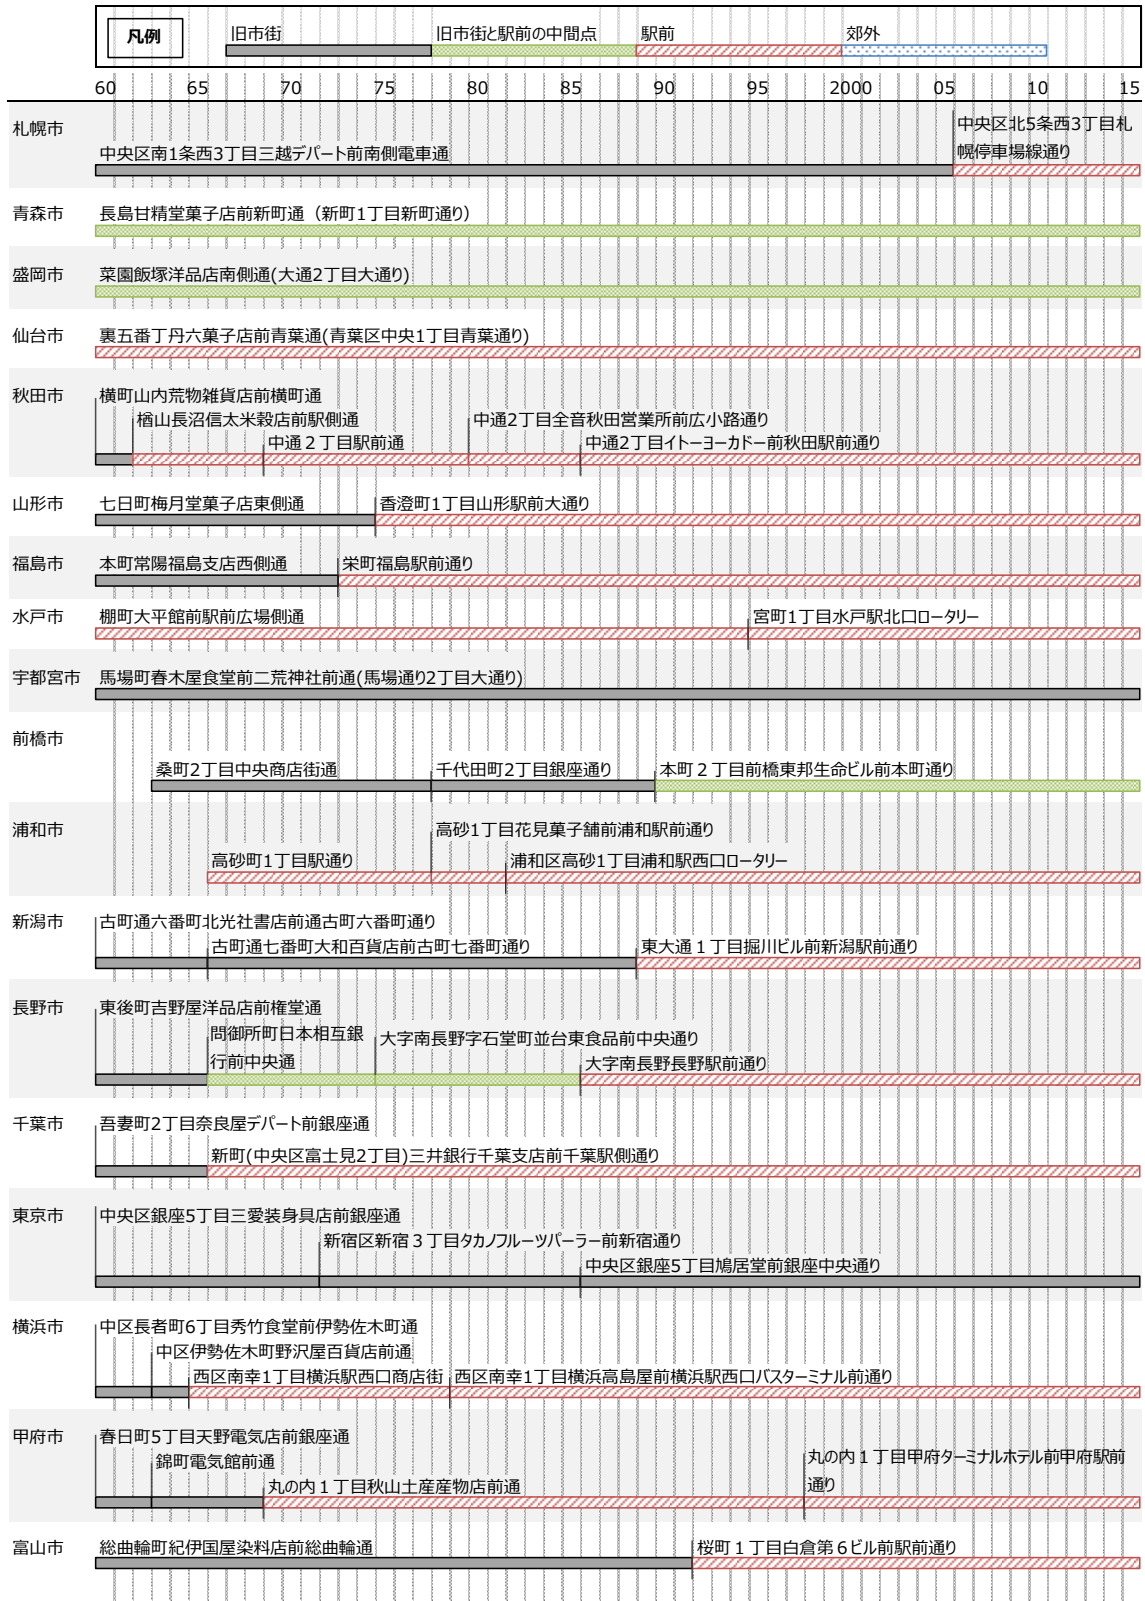 凡例
旧市街
旧市街と駅前の中間点
駅前
郊外
60 65 70 75 80 85 90 95 2000 05 10 15
札幌市
中央区南1条西3丁目三越デパート前南側電車通
中央区北5条西3丁目札
幌停車場線通り
青森市
長島甘精堂菓子店前新町通（新町1丁目新町通り）
盛岡市
菜園飯塚洋品店南側通(大通2丁目大通り)
仙台市
裏五番丁丹六菓子店前青葉通(青葉区中央1丁目青葉通り)
秋田市
横町山内荒物雑貨店前横町通
楢山長沼信太米穀店前駅側通
中通２丁目駅前通
中通2丁目全音秋田営業所前広小路通り
中通2丁目イトーヨーカドー前秋田駅前通り
山形市
七日町梅月堂菓子店東側通
香澄町1丁目山形駅前大通り
福島市
本町常陽福島支店西側通
栄町福島駅前通り
水戸市
棚町大平館前駅前広場側通
宮町1丁目水戸駅北口ロータリー
宇都宮市
馬場町春木屋食堂前二荒神社前通(馬場通り2丁目大通り)
前橋市
桑町2丁目中央商店街通
千代田町2丁目銀座通り
本町２丁目前橋東邦生命ビル前本町通り
浦和市
高砂町1丁目駅通り
高砂1丁目花見菓子舗前浦和駅前通り
浦和区高砂1丁目浦和駅西口ロータリー
新潟市
古町通六番町北光社書店前通古町六番町通り
古町通七番町大和百貨店前古町七番町通り
東大通１丁目掘川ビル前新潟駅前通り
長野市
東後町吉野屋洋品店前権堂通
問御所町日本相互銀
行前中央通
大字南長野字石堂町並台東食品前中央通り
大字南長野長野駅前通り
千葉市
吾妻町2丁目奈良屋デパート前銀座通
新町(中央区富士見2丁目)三井銀行千葉支店前千葉駅側通り
東京市
中央区銀座5丁目三愛装身具店前銀座通
新宿区新宿３丁目タカノフルーツパーラー前新宿通り
中央区銀座5丁目鳩居堂前銀座中央通り
横浜市
中区長者町6丁目秀竹食堂前伊勢佐木町通
中区伊勢佐木町野沢屋百貨店前通
西区南幸1丁目横浜駅西口商店街
西区南幸1丁目横浜高島屋前横浜駅西口バスターミナル前通り
甲府市
春日町5丁目天野電気店前銀座通
錦町電気館前通
丸の内１丁目秋山土産産物店前通
丸の内１丁目甲府ターミナルホテル前甲府駅前
通り
富山市
総曲輪町紀伊国屋染料店前総曲輪通
桜町１丁目白倉第６ビル前駅前通り